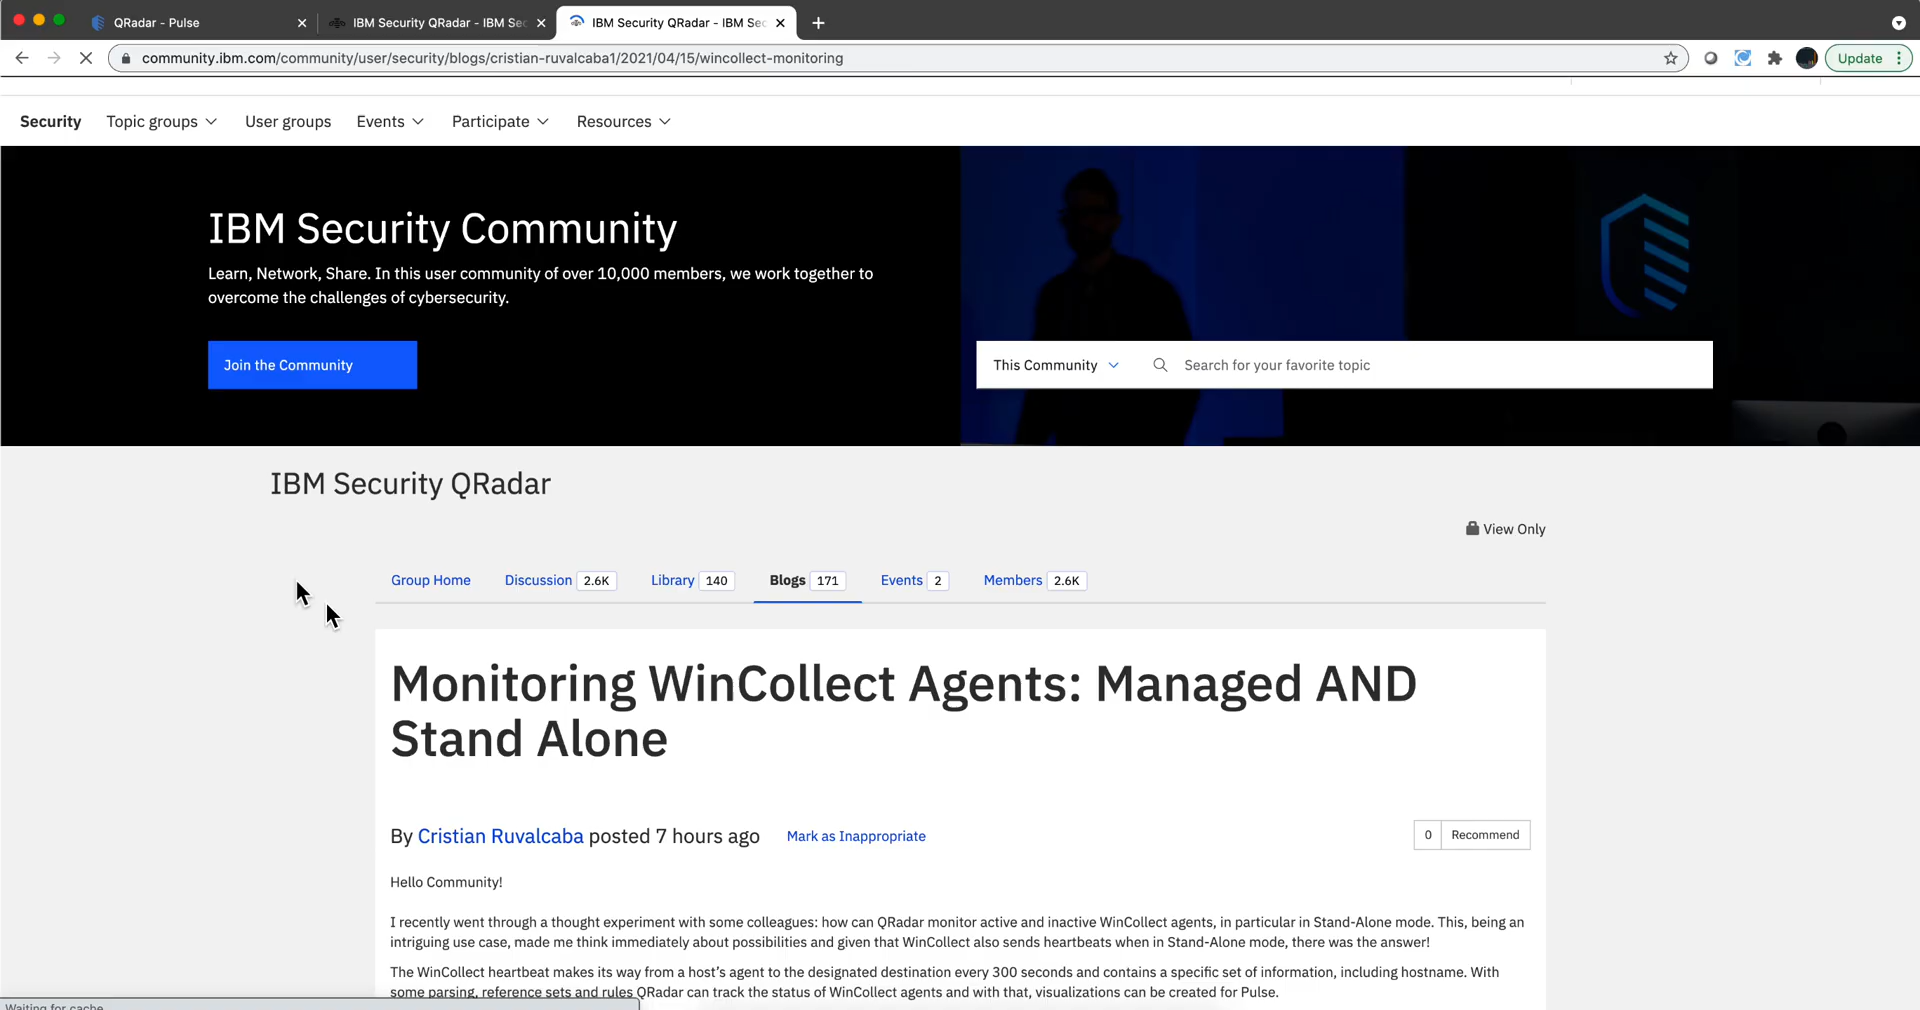 QRadar - Pulse
IBM Security QRadar - IBM Sec
IBM Security QRadar - IBM Sec
community.ibm.com/community/user/security/blogs/cristian-ruvalcaba1/2021/04/15/wincollect-monitoring
Update
Security Topic groups User groups Events Participate Resources
IBM Security Community
Learn, Network, Share. In this user community of over 10,000 members, we work together to
overcome the challenges of cybersecurity.
Join the Community
This Community Search for your favorite topic
IBM Security QRadar
View Only
Group Home Discussion 2.6K Library 140 Blogs 171 Events 2 Members 2.6K
Monitoring WinCollect Agents: Managed AND
Stand Alone
By Cristian Ruvalcaba posted 7 hours ago Mark as Inappropriate
0 Recommend
Hello Community!
I recently went through a thought experiment with some colleagues: how can QRadar monitor active and inactive WinCollect agents, in particular in Stand-Alone mode. This, being an
intriguing use case, made me think immediately about possibilities and given that WinCollect also sends heartbeats when in Stand-Alone mode, there was the answer!
The WinCollect heartbeat makes its way from a host's agent to the designated destination every 300 seconds and contains a specific set of information, including hostname. With
some parsing, reference sets and rules QRadar can track the status of WinCollect agents and with that, visualizations can be created for Pulse.
Waiting for cache